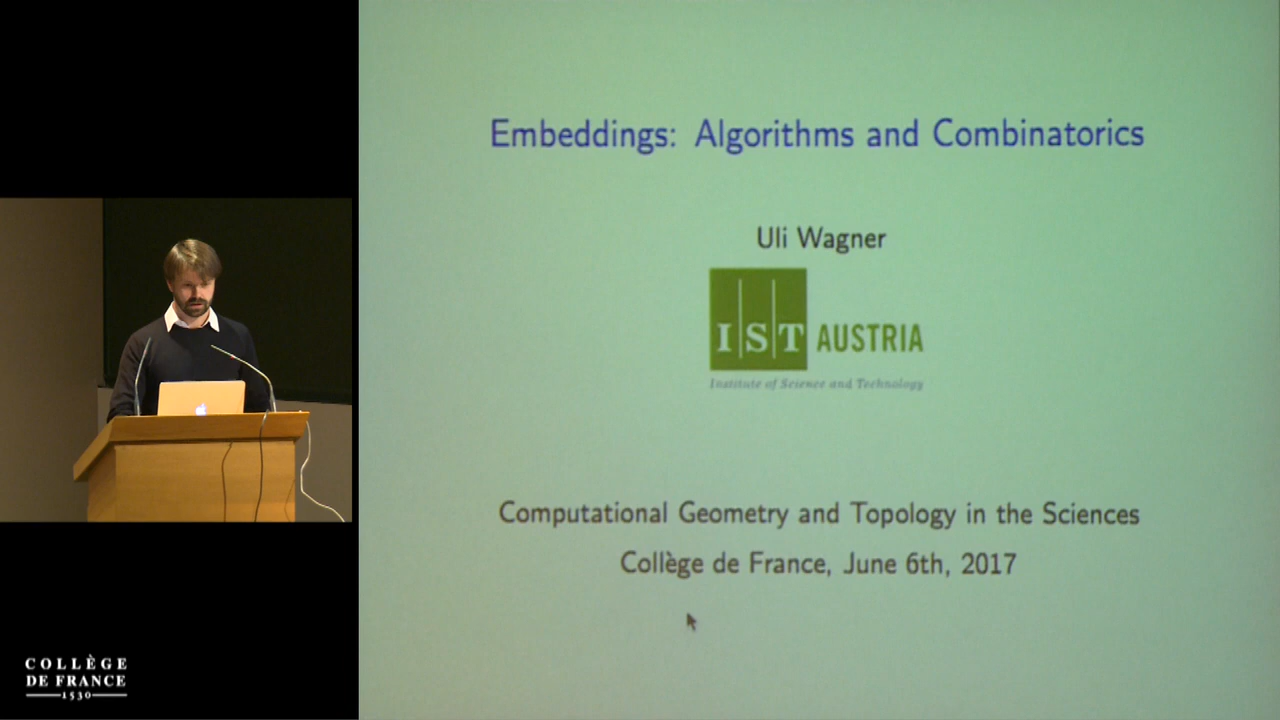 Embeddings: Algorithms and Combinatorics
Uli Wagner
IST AUSTRIA
Institute of Science and Technology
Computational Geometry and Topology in the Sciences
Collège de France, June 6th, 2017
COLLÈGE
DE FRANCE
1530